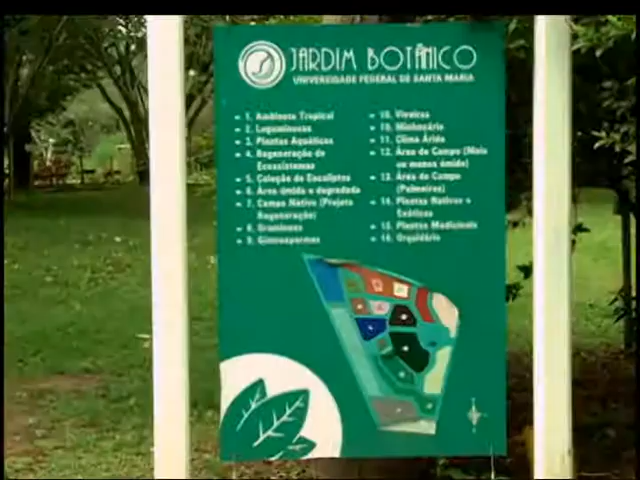 JARDIM BOTÂNICO
UNIVERSIDADE FEDERAL DE SANTA MARIA
1. Ambiente Tropical
2. Leguminosas
3. Plantas Aquáticas
4. Regeneração de
Ecossistemas
5. Coleção de Eucaliptos
6. Área úmida e degradada
7. Campo Nativo (Projeto
Regeneração)
8. Gramíneas
9. Gimnospermas
10. Viveiros
11. Clima Árido
12. Área de Campo (Mais
ou menos úmido)
13. Área de Campo
(Palmeiras)
14. Plantas Nativas e
Exóticas
15. Plantas Medicinais
16. Orquidário